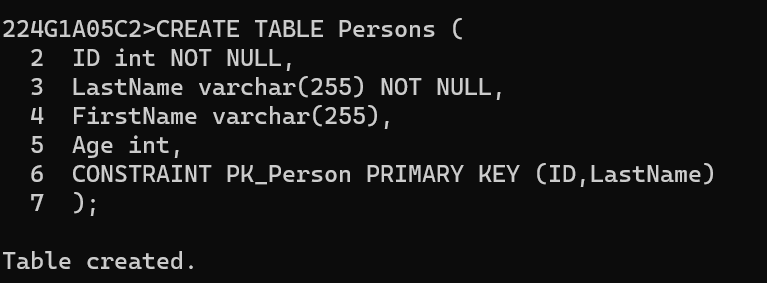 224G1A05C2>CREATE TABLE Persons (
  2  ID int NOT NULL,
  3  LastName varchar(255) NOT NULL,
  4  FirstName varchar(255),
  5  Age int,
  6  CONSTRAINT PK_Person PRIMARY KEY (ID,LastName)
  7  );

Table created.